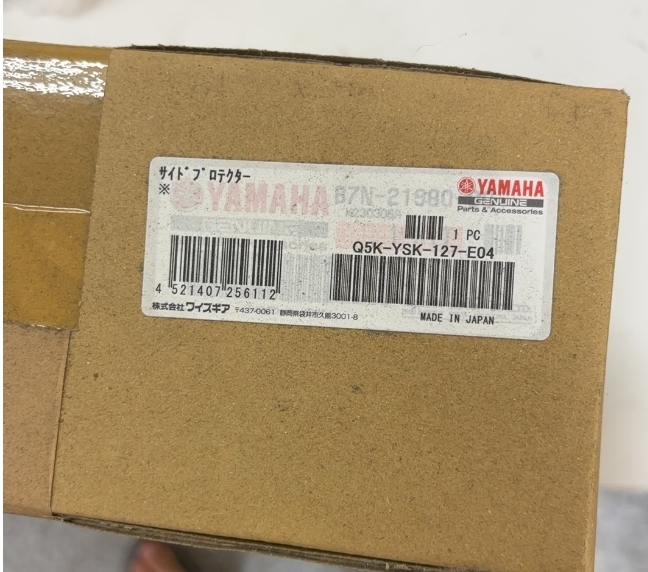 サイドプロテクター
※
YAMAHA
B7N-21980
YAMAHA
GENUINE
Parts & Accessories
1 PC
Q5K-YSK-127-E04
4 521407 256112
株式会社 ワイズギア 〒437-0061 静岡県袋井市久能3001-8
MADE IN JAPAN